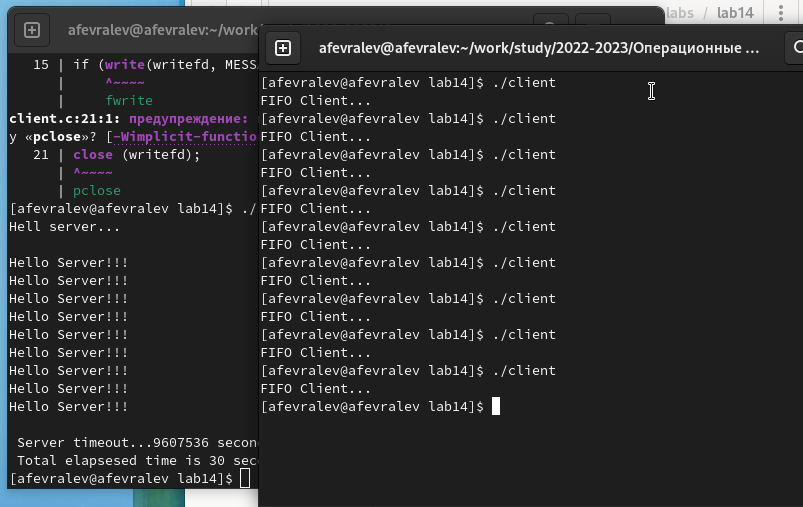 labs / lab14
afevralev@afevralev:~/work/
15 | if (write(writefd, MESS
| ^~~~~
| fwrite
client.c:21:1: предупреждение:
у «pclose»? [-Wimplicit-functio
21 | close (writefd);
| ^~~~~
| pclose
[afevralev@afevralev lab14]$ ./
Hell server...
Hello Server!!!
Hello Server!!!
Hello Server!!!
Hello Server!!!
Hello Server!!!
Hello Server!!!
Hello Server!!!
Hello Server!!!
Hello Server!!!
Server timeout...9607536 secon
Total elapsesed time is 30 sec
[afevralev@afevralev lab14]$
afevralev@afevralev:~/work/study/2022-2023/Операционные ...
[afevralev@afevralev lab14]$ ./client
FIFO Client...
[afevralev@afevralev lab14]$ ./client
FIFO Client...
[afevralev@afevralev lab14]$ ./client
FIFO Client...
[afevralev@afevralev lab14]$ ./client
FIFO Client...
[afevralev@afevralev lab14]$ ./client
FIFO Client...
[afevralev@afevralev lab14]$ ./client
FIFO Client...
[afevralev@afevralev lab14]$ ./client
FIFO Client...
[afevralev@afevralev lab14]$ ./client
FIFO Client...
[afevralev@afevralev lab14]$ ./client
FIFO Client...
[afevralev@afevralev lab14]$